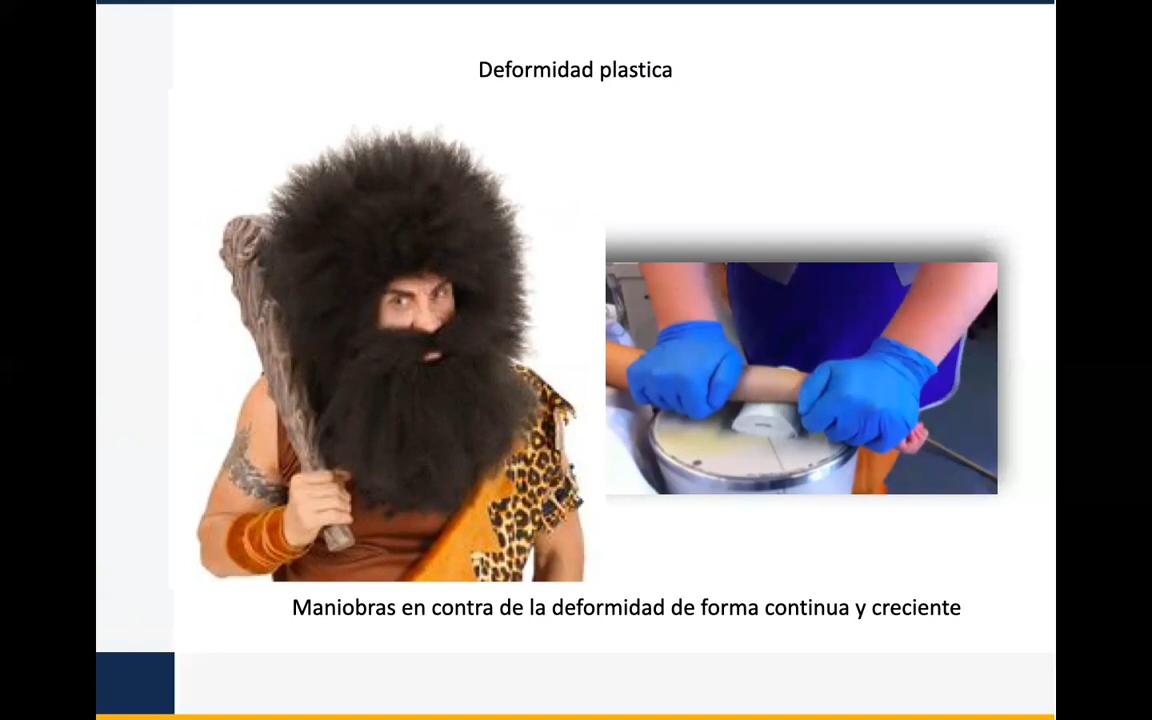 Deformidad plastica
Maniobras en contra de la deformidad de forma continua y creciente